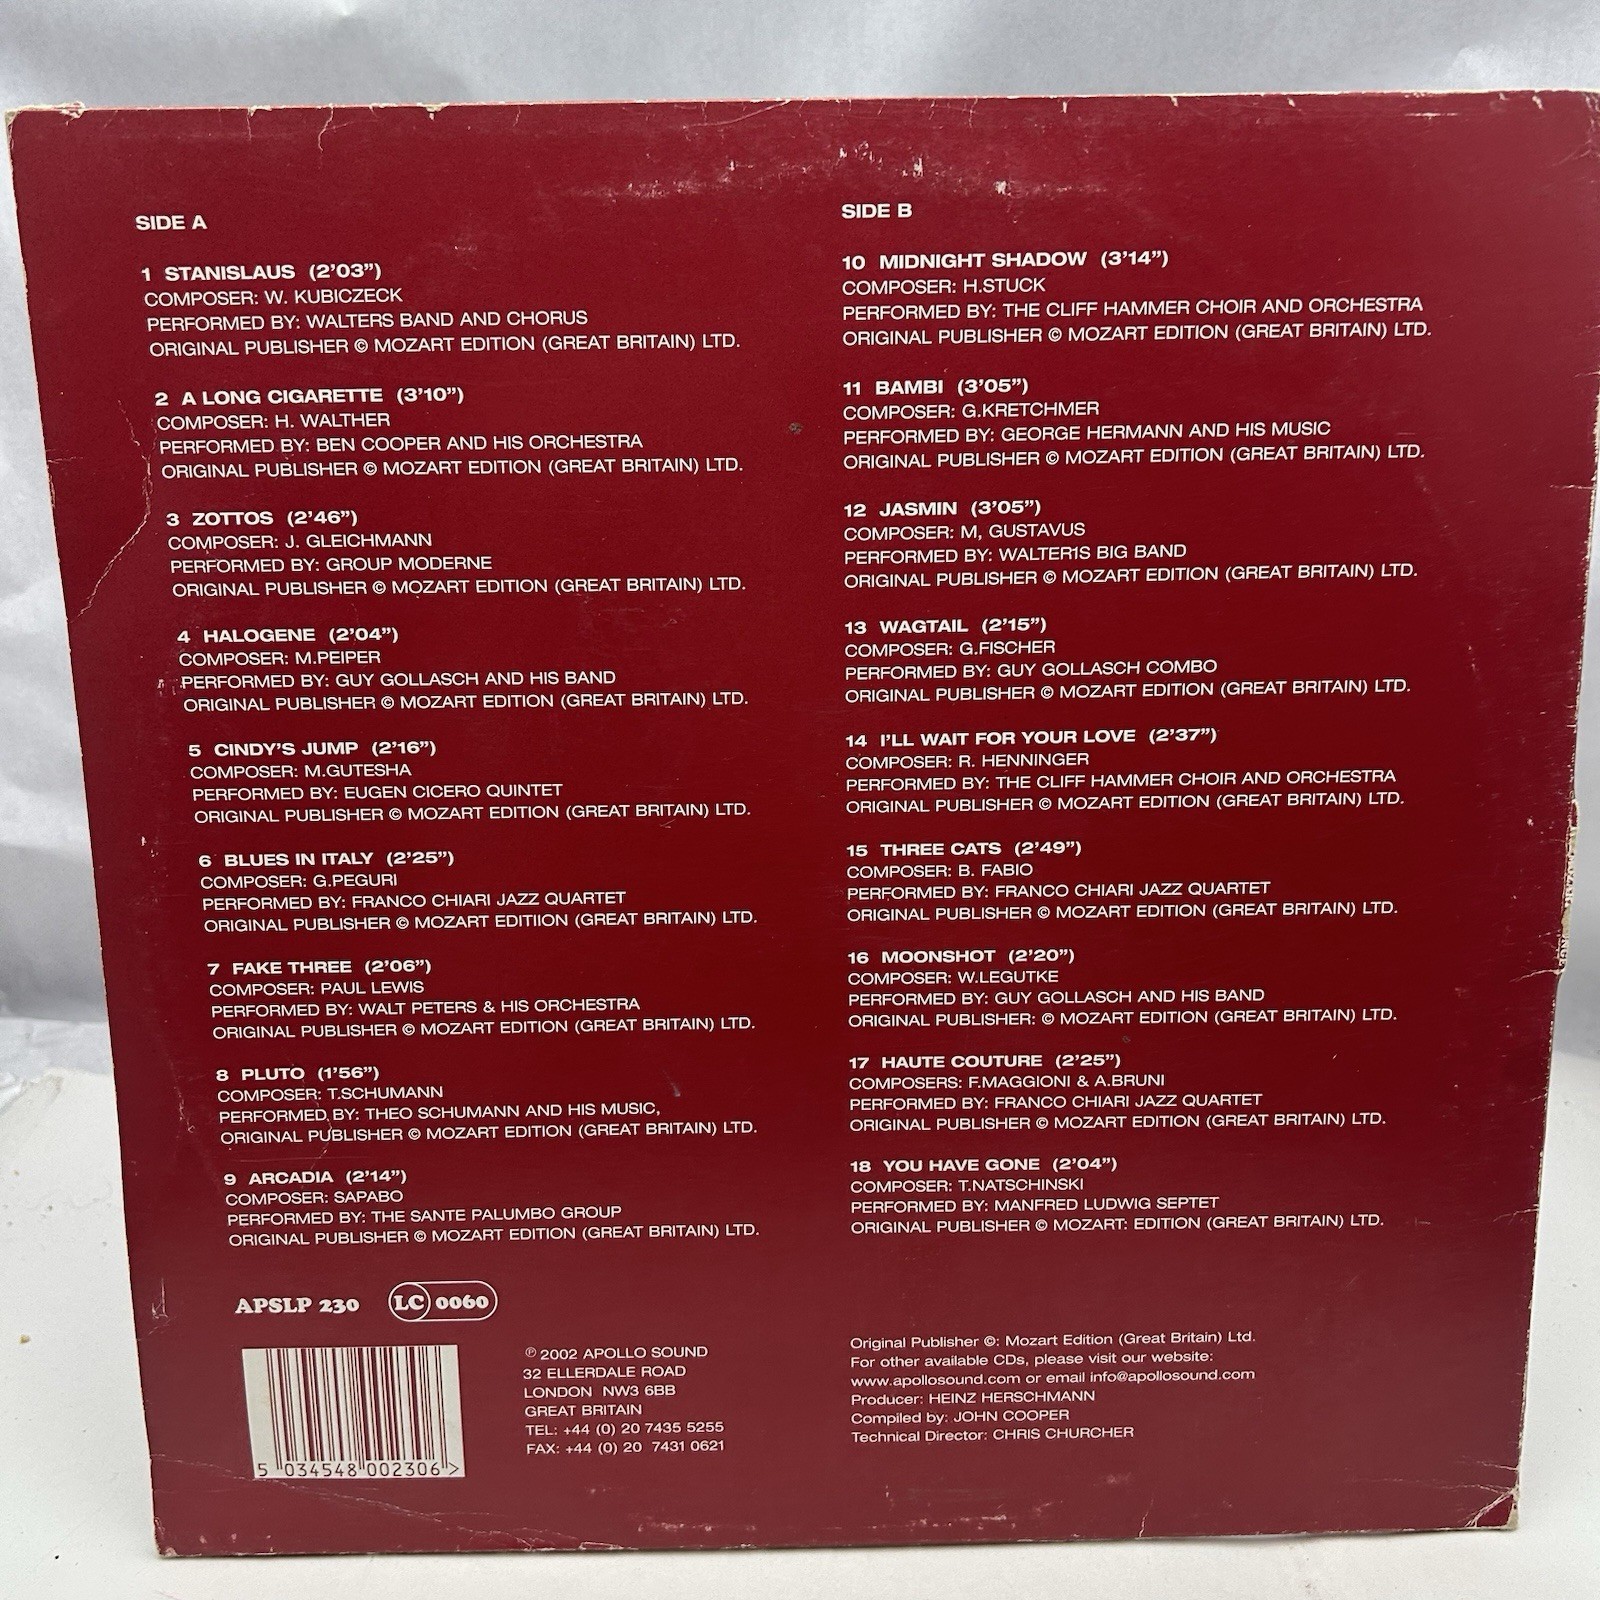 SIDE A
1 STANISLAUS (2'03")
COMPOSER: W. KUBICZECK
PERFORMED BY: WALTERS BAND AND CHORUS
ORIGINAL PUBLISHER © MOZART EDITION (GREAT BRITAIN) LTD.
2 A LONG CIGARETTE (3'10")
COMPOSER: H. WALTHER
PERFORMED BY: BEN COOPER AND HIS ORCHESTRA
ORIGINAL PUBLISHER © MOZART EDITION (GREAT BRITAIN) LTD.
3 ZOTTOS (2'46")
COMPOSER: J. GLEICHMANN
PERFORMED BY: GROUP MODERNE
ORIGINAL PUBLISHER © MOZART EDITION (GREAT BRITAIN) LTD.
4 HALOGENE (2'04")
COMPOSER: M.PEIPER
PERFORMED BY: GUY GOLLASCH AND HIS BAND
ORIGINAL PUBLISHER © MOZART EDITION (GREAT BRITAIN) LTD.
5 CINDY'S JUMP (2'16")
COMPOSER: M.GUTESHA
PERFORMED BY: EUGEN CICERO QUINTET
ORIGINAL PUBLISHER © MOZART EDITION (GREAT BRITAIN) LTD.
6 BLUES IN ITALY (2'25")
COMPOSER: G.PEGURI
PERFORMED BY: FRANCO CHIARI JAZZ QUARTET
ORIGINAL PUBLISHER © MOZART EDITIION (GREAT BRITAIN) LTD.
7 FAKE THREE (2'06")
COMPOSER: PAUL LEWIS
PERFORMED BY: WALT PETERS & HIS ORCHESTRA
ORIGINAL PUBLISHER © MOZART EDITION (GREAT BRITAIN) LTD.
8 PLUTO (1'56")
COMPOSER: T.SCHUMANN
PERFORMED BY: THEO SCHUMANN AND HIS MUSIC,
ORIGINAL PUBLISHER © MOZART EDITION (GREAT BRITAIN) LTD.
9 ARCADIA (2'14")
COMPOSER: SAPABO
PERFORMED BY: THE SANTE PALUMBO GROUP
ORIGINAL PUBLISHER © MOZART EDITION (GREAT BRITAIN) LTD.
SIDE B
10 MIDNIGHT SHADOW (3'14")
COMPOSER: H.STUCK
PERFORMED BY: THE CLIFF HAMMER CHOIR AND ORCHESTRA
ORIGINAL PUBLISHER © MOZART EDITION (GREAT BRITAIN) LTD.
11 BAMBI (3'05")
COMPOSER: G.KRETCHMER
PERFORMED BY: GEORGE HERMANN AND HIS MUSIC
ORIGINAL PUBLISHER © MOZART EDITION (GREAT BRITAIN) LTD.
12 JASMIN (3'05")
COMPOSER: M, GUSTAVUS
PERFORMED BY: WALTER1S BIG BAND
ORIGINAL PUBLISHER © MOZART EDITION (GREAT BRITAIN) LTD.
13 WAGTAIL (2'15")
COMPOSER: G.FISCHER
PERFORMED BY: GUY GOLLASCH COMBO
ORIGINAL PUBLISHER © MOZART EDITION (GREAT BRITAIN) LTD.
14 I'LL WAIT FOR YOUR LOVE (2'37")
COMPOSER: R. HENNINGER
PERFORMED BY: THE CLIFF HAMMER CHOIR AND ORCHESTRA
ORIGINAL PUBLISHER © MOZART EDITION (GREAT BRITAIN) LTD.
15 THREE CATS (2'49")
COMPOSER: B. FABIO
PERFORMED BY: FRANCO CHIARI JAZZ QUARTET
ORIGINAL PUBLISHER © MOZART EDITION (GREAT BRITAIN) LTD.
16 MOONSHOT (2'20")
COMPOSER: W.LEGUTKE
PERFORMED BY: GUY GOLLASCH AND HIS BAND
ORIGINAL PUBLISHER: © MOZART EDITION (GREAT BRITAIN) LTD.
17 HAUTE COUTURE (2'25")
COMPOSERS: F.MAGGIONI & A.BRUNI
PERFORMED BY: FRANCO CHIARI JAZZ QUARTET
ORIGINAL PUBLISHER © MOZART EDITION (GREAT BRITAIN) LTD.
18 YOU HAVE GONE (2'04")
COMPOSER: T.NATSCHINSKI
PERFORMED BY: MANFRED LUDWIG SEPTET
ORIGINAL PUBLISHER © MOZART: EDITION (GREAT BRITAIN) LTD.
APSLP 230 LC 0060
5 034548 002306 >
℗ 2002 APOLLO SOUND
32 ELLERDALE ROAD
LONDON NW3 6BB
GREAT BRITAIN
TEL: +44 (0) 20 7435 5255
FAX: +44 (0) 20 7431 0621
Original Publisher ©: Mozart Edition (Great Britain) Ltd.
For other available CDs, please visit our website:
www.apollosound.com or email info@apollosound.com
Producer: HEINZ HERSCHMANN
Compiled by: JOHN COOPER
Technical Director: CHRIS CHURCHER